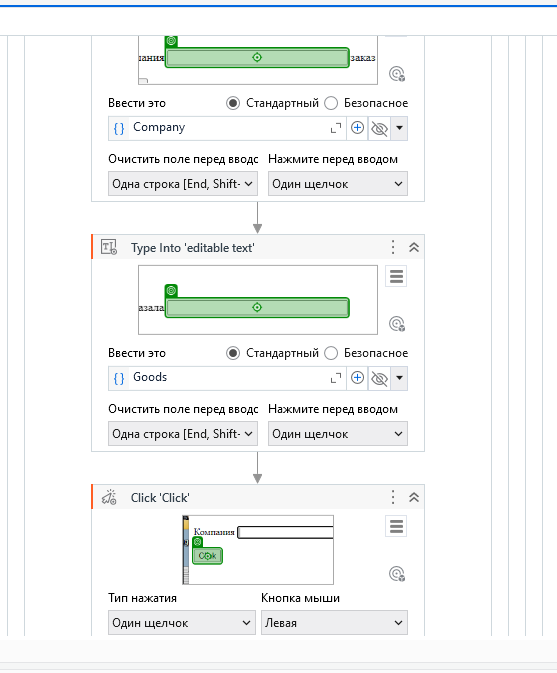 пания заказ
Ввести это Стандартный Безопасное
{} Company
Очистить поле перед вводс Нажмите перед вводом
Одна строка [End, Shift- Один щелчок
Type Into 'editable text'
азала
Ввести это Стандартный Безопасное
{} Goods
Очистить поле перед вводс Нажмите перед вводом
Одна строка [End, Shift- Один щелчок
Click 'Click'
Компания
Click
Тип нажатия Кнопка мыши
Один щелчок Левая